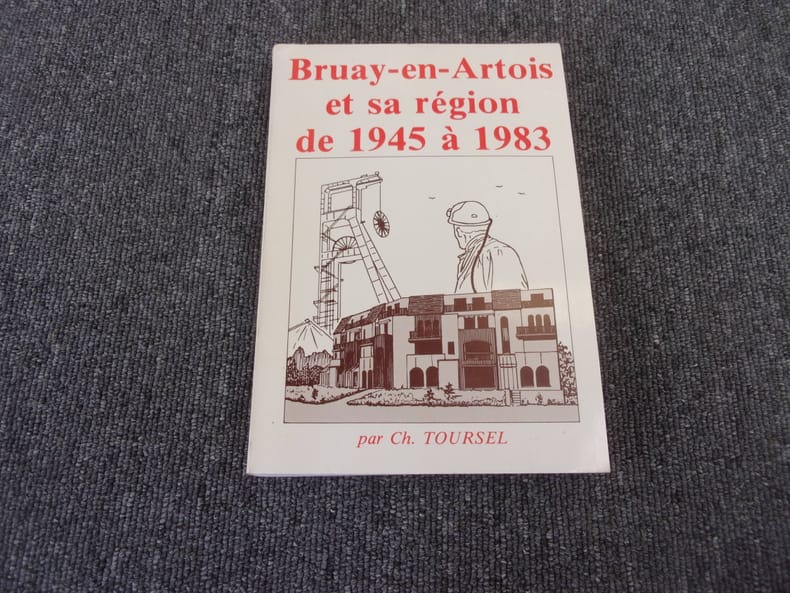 Bruay-en-Artois
et sa région
de 1945 à 1983
par Ch. TOURSEL